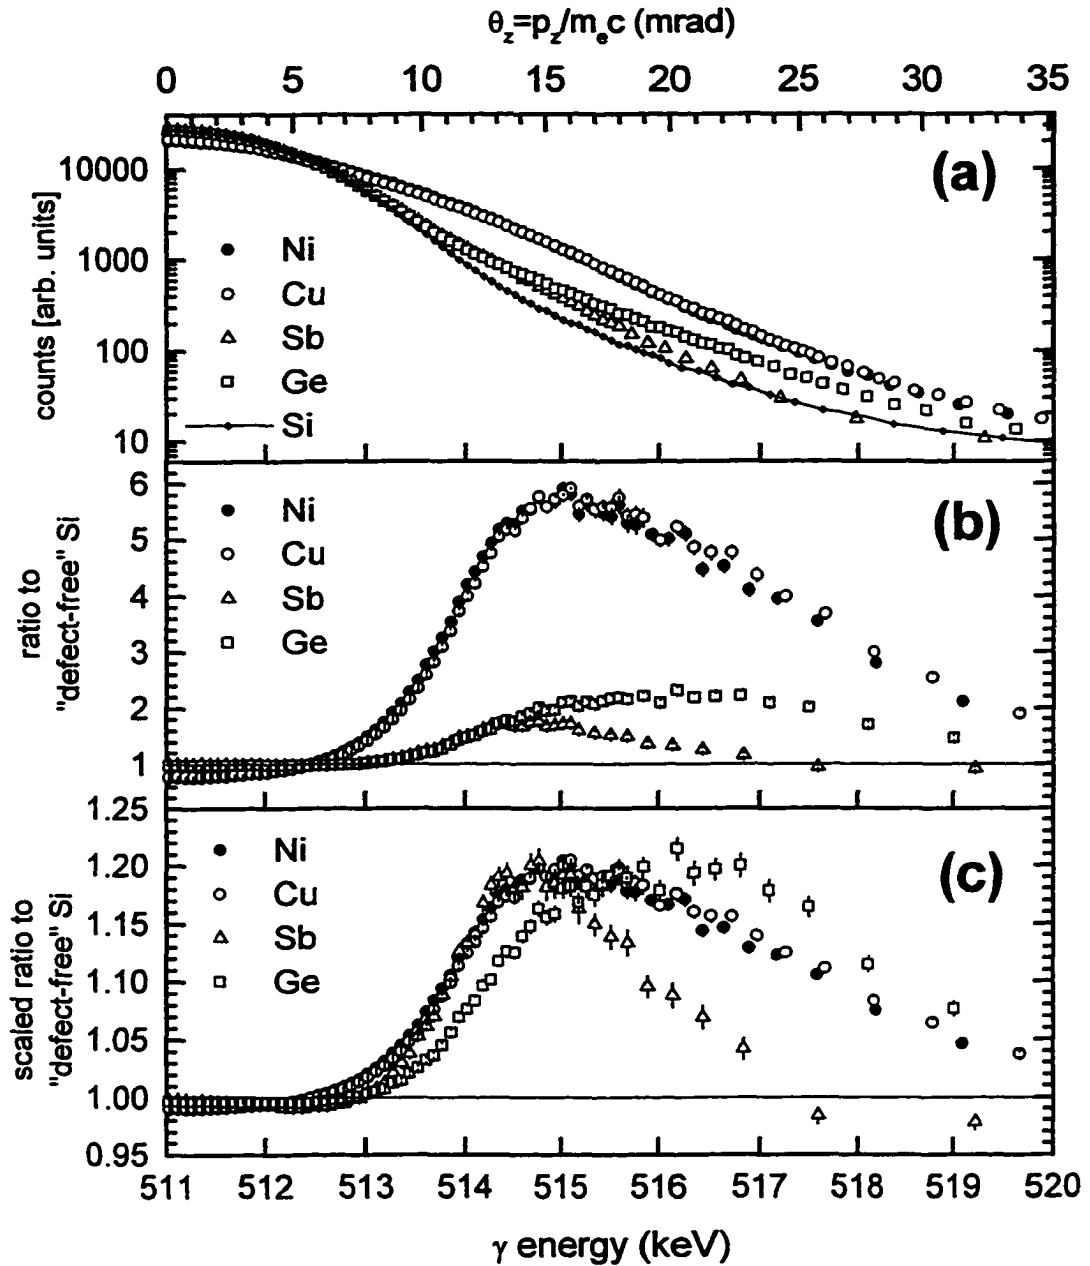 θz=pz/mec (mrad)
0 5 10 15 20 25 30 35
(a)
counts [arb. units]
10000
1000
100
10
Ni
Cu
Sb
Ge
Si
(b)
ratio to
"defect-free" Si
6
5
4
3
2
1
Ni
Cu
Sb
Ge
(c)
scaled ratio to
"defect-free" Si
1.25
1.20
1.15
1.10
1.05
1.00
0.95
Ni
Cu
Sb
Ge
511 512 513 514 515 516 517 518 519 520
γ energy (keV)